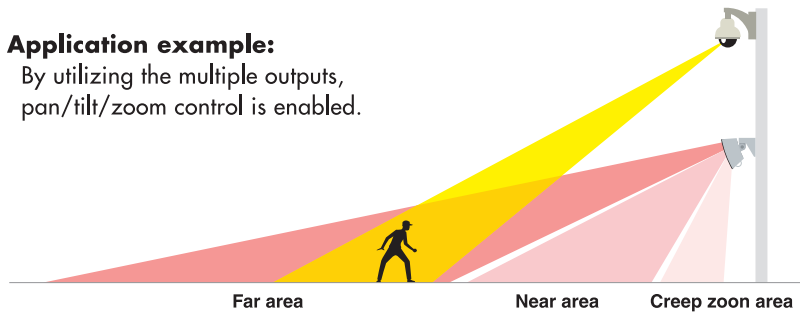 Application example:
By utilizing the multiple outputs,
pan/tilt/zoom control is enabled.
Far area
Near area
Creep zoon area